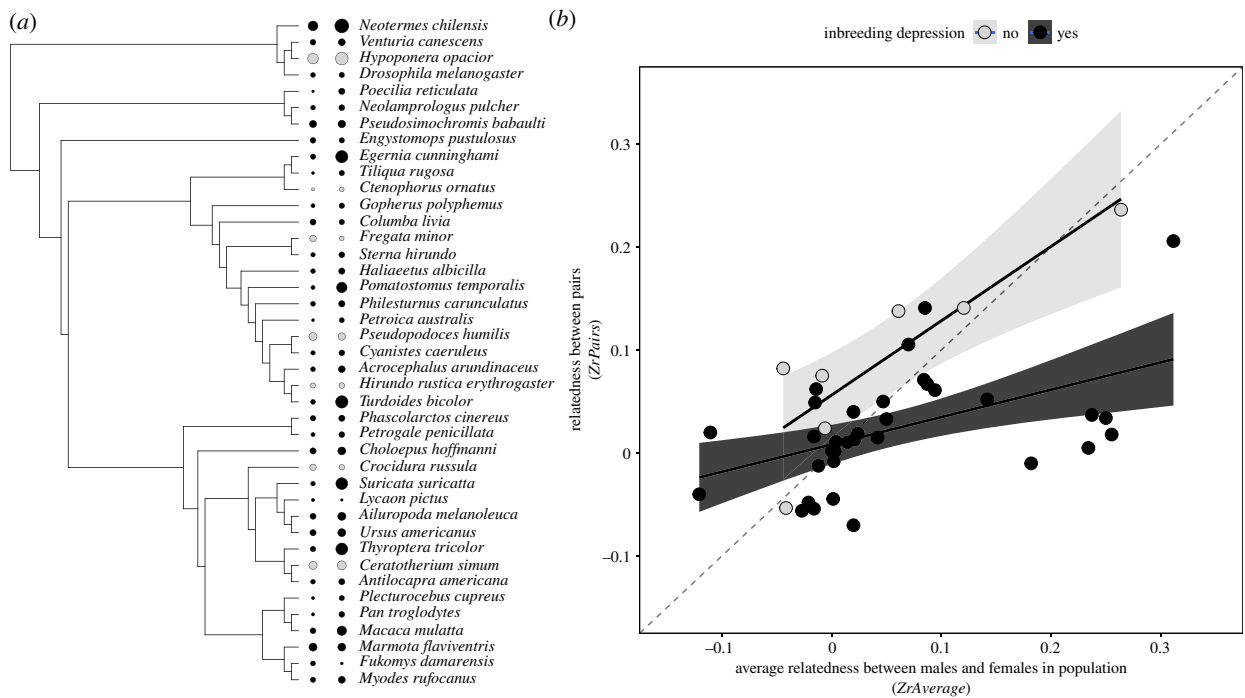 (a)
Neotermes chilensis
Venturia canescens
Hypoponera opacior
Drosophila melanogaster
Poecilia reticulata
Neolamprologus pulcher
Pseudosimochromis babaulti
Engystomops pustulosus
Egernia cunninghami
Tiliqua rugosa
Ctenophorus ornatus
Gopherus polyphemus
Columba livia
Fregata minor
Sterna hirundo
Haliaeetus albicilla
Pomatostomus temporalis
Philesturnus carunculatus
Petroica australis
Pseudopodoces humilis
Cyanistes caeruleus
Acrocephalus arundinaceus
Hirundo rustica erythrogaster
Turdoides bicolor
Phascolarctos cinereus
Petrogale penicillata
Choloepus hoffmanni
Crocidura russula
Suricata suricatta
Lycaon pictus
Ailuropoda melanoleuca
Ursus americanus
Thyroptera tricolor
Ceratotherium simum
Antilocapra americana
Plecturocebus cupreus
Pan troglodytes
Macaca mulatta
Marmota flaviventris
Fukomys damarensis
Myodes rufocanus
(b)
inbreeding depression no yes
relatedness between pairs
(ZrPairs)
0.3
0.2
0.1
0
–0.1
–0.1 0 0.1 0.2 0.3
average relatedness between males and females in population
(ZrAverage)